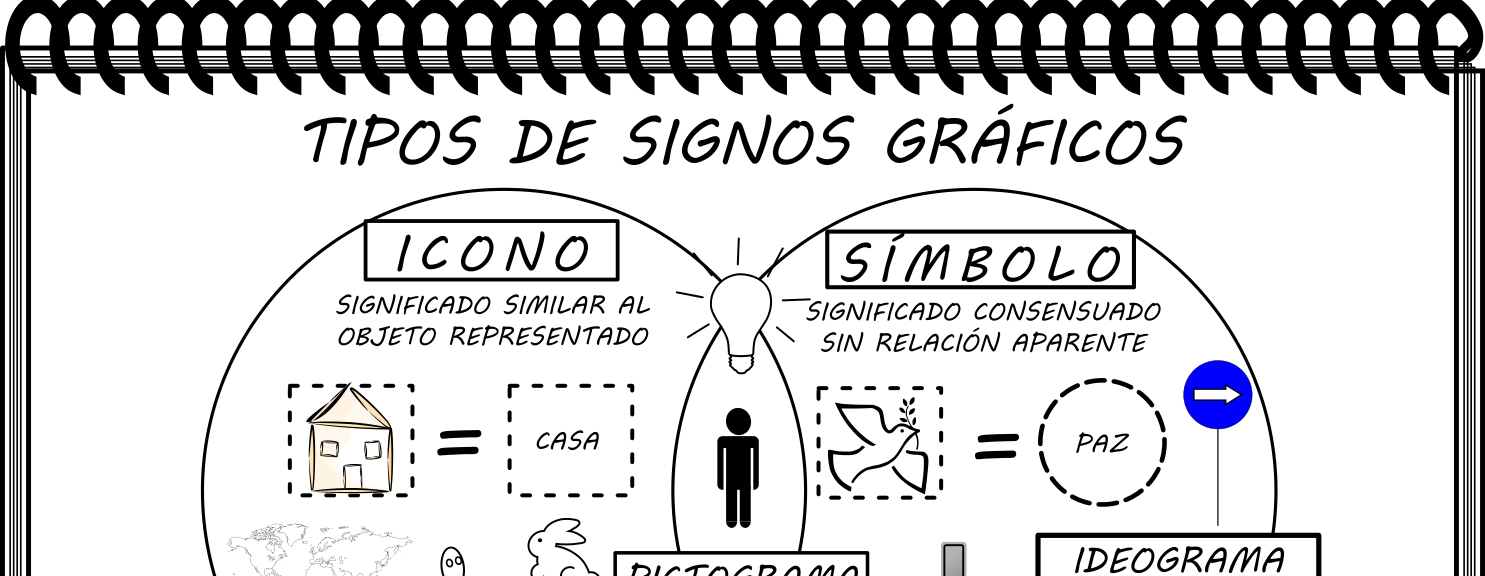 TIPOS DE SIGNOS GRÁFICOS
ICONO
SIGNIFICADO SIMILAR AL
OBJETO REPRESENTADO
SÍMBOLO
SIGNIFICADO CONSENSUADO
SIN RELACIÓN APARENTE
=
CASA
=
PAZ
PICTOGRAMA
IDEOGRAMA